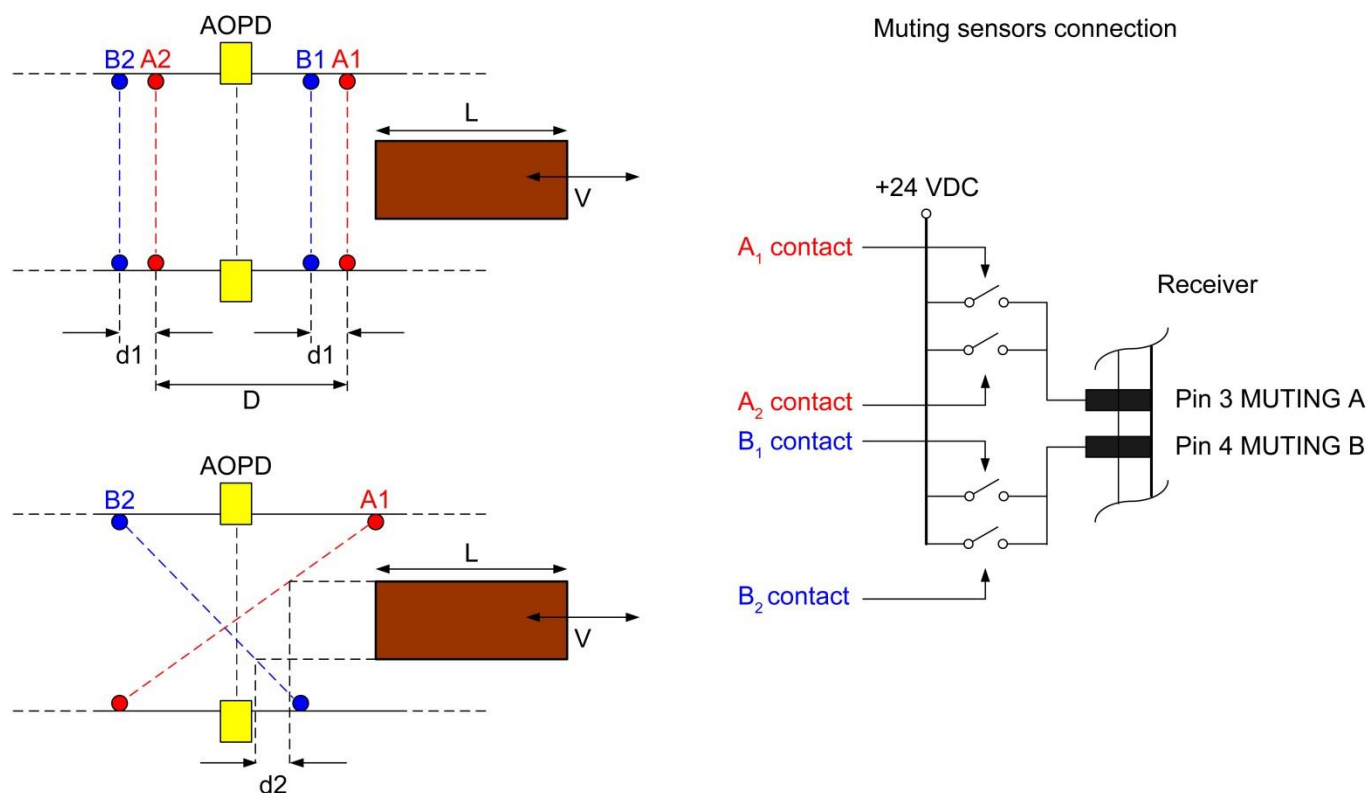 AOPD
B2 A2 B1 A1
L
V
d1 d1
D
AOPD
B2 A1
L
V
d2
Muting sensors connection
+24 VDC
A1 contact
Receiver
A2 contact
Pin 3 MUTING A
B1 contact
Pin 4 MUTING B
B2 contact